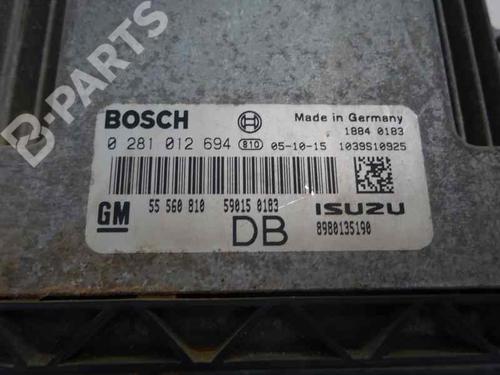 B-PARTS
BOSCH
Made in Germany
1884 0183
0 281 012 694 810 05-10-15 1039S10925
GM 55 560 810 59015 0183 ISUZU
DB 8980135190